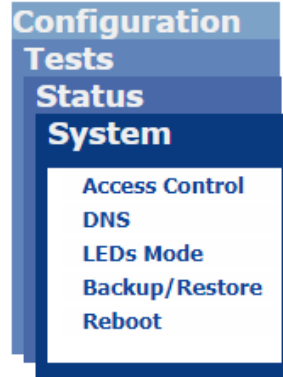 Configuration
Tests
Status
System
Access Control
DNS
LEDs Mode
Backup/Restore
Reboot